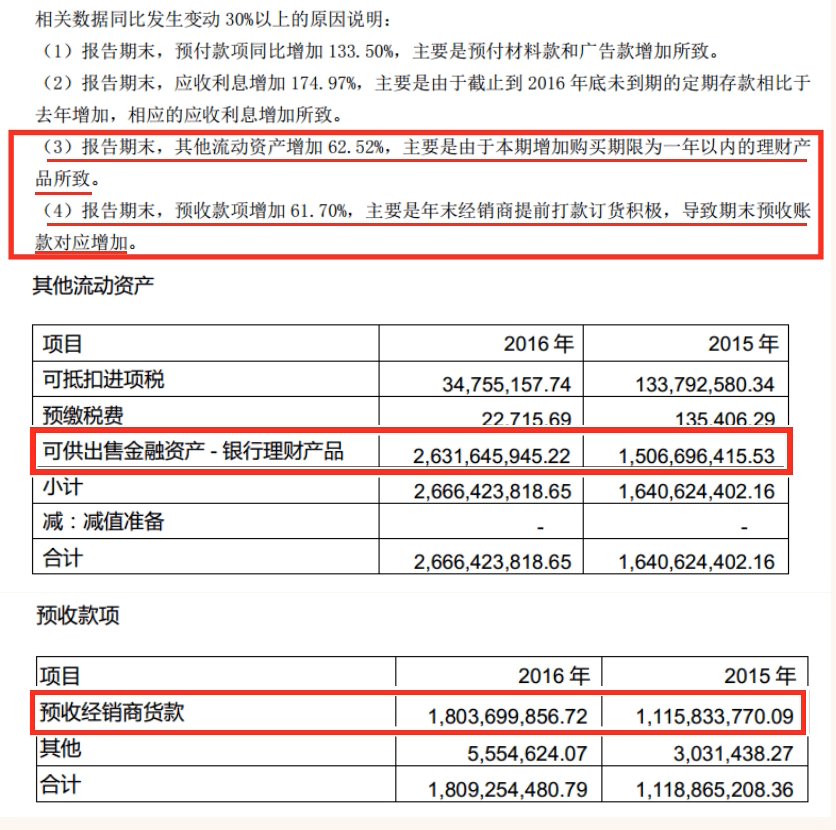 相关数据同比发生变动 30%以上的原因说明：
（1）报告期末，预付款项同比增加 133.50%，主要是预付材料款和广告款增加所致。
（2）报告期末，应收利息增加 174.97%，主要是由于截止到 2016 年底未到期的定期存款相比于
去年增加，相应的应收利息增加所致。
（3）报告期末，其他流动资产增加 62.52%，主要是由于本期增加购买期限为一年以内的理财产
品所致。
（4）报告期末，预收款项增加 61.70%，主要是年末经销商提前打款订货积极，导致期末预收账
款对应增加。
其他流动资产
项目 2016 年 2015 年
可抵扣进项税 34,755,157.74 133,792,580.34
预缴税费 22,715.69 135,406.29
可供出售金融资产 - 银行理财产品 2,631,645,945.22 1,506,696,415.53
小计 2,666,423,818.65 1,640,624,402.16
减：减值准备 - -
合计 2,666,423,818.65 1,640,624,402.16
预收款项
项目 2016 年 2015 年
预收经销商货款 1,803,699,856.72 1,115,833,770.09
其他 5,554,624.07 3,031,438.27
合计 1,809,254,480.79 1,118,865,208.36